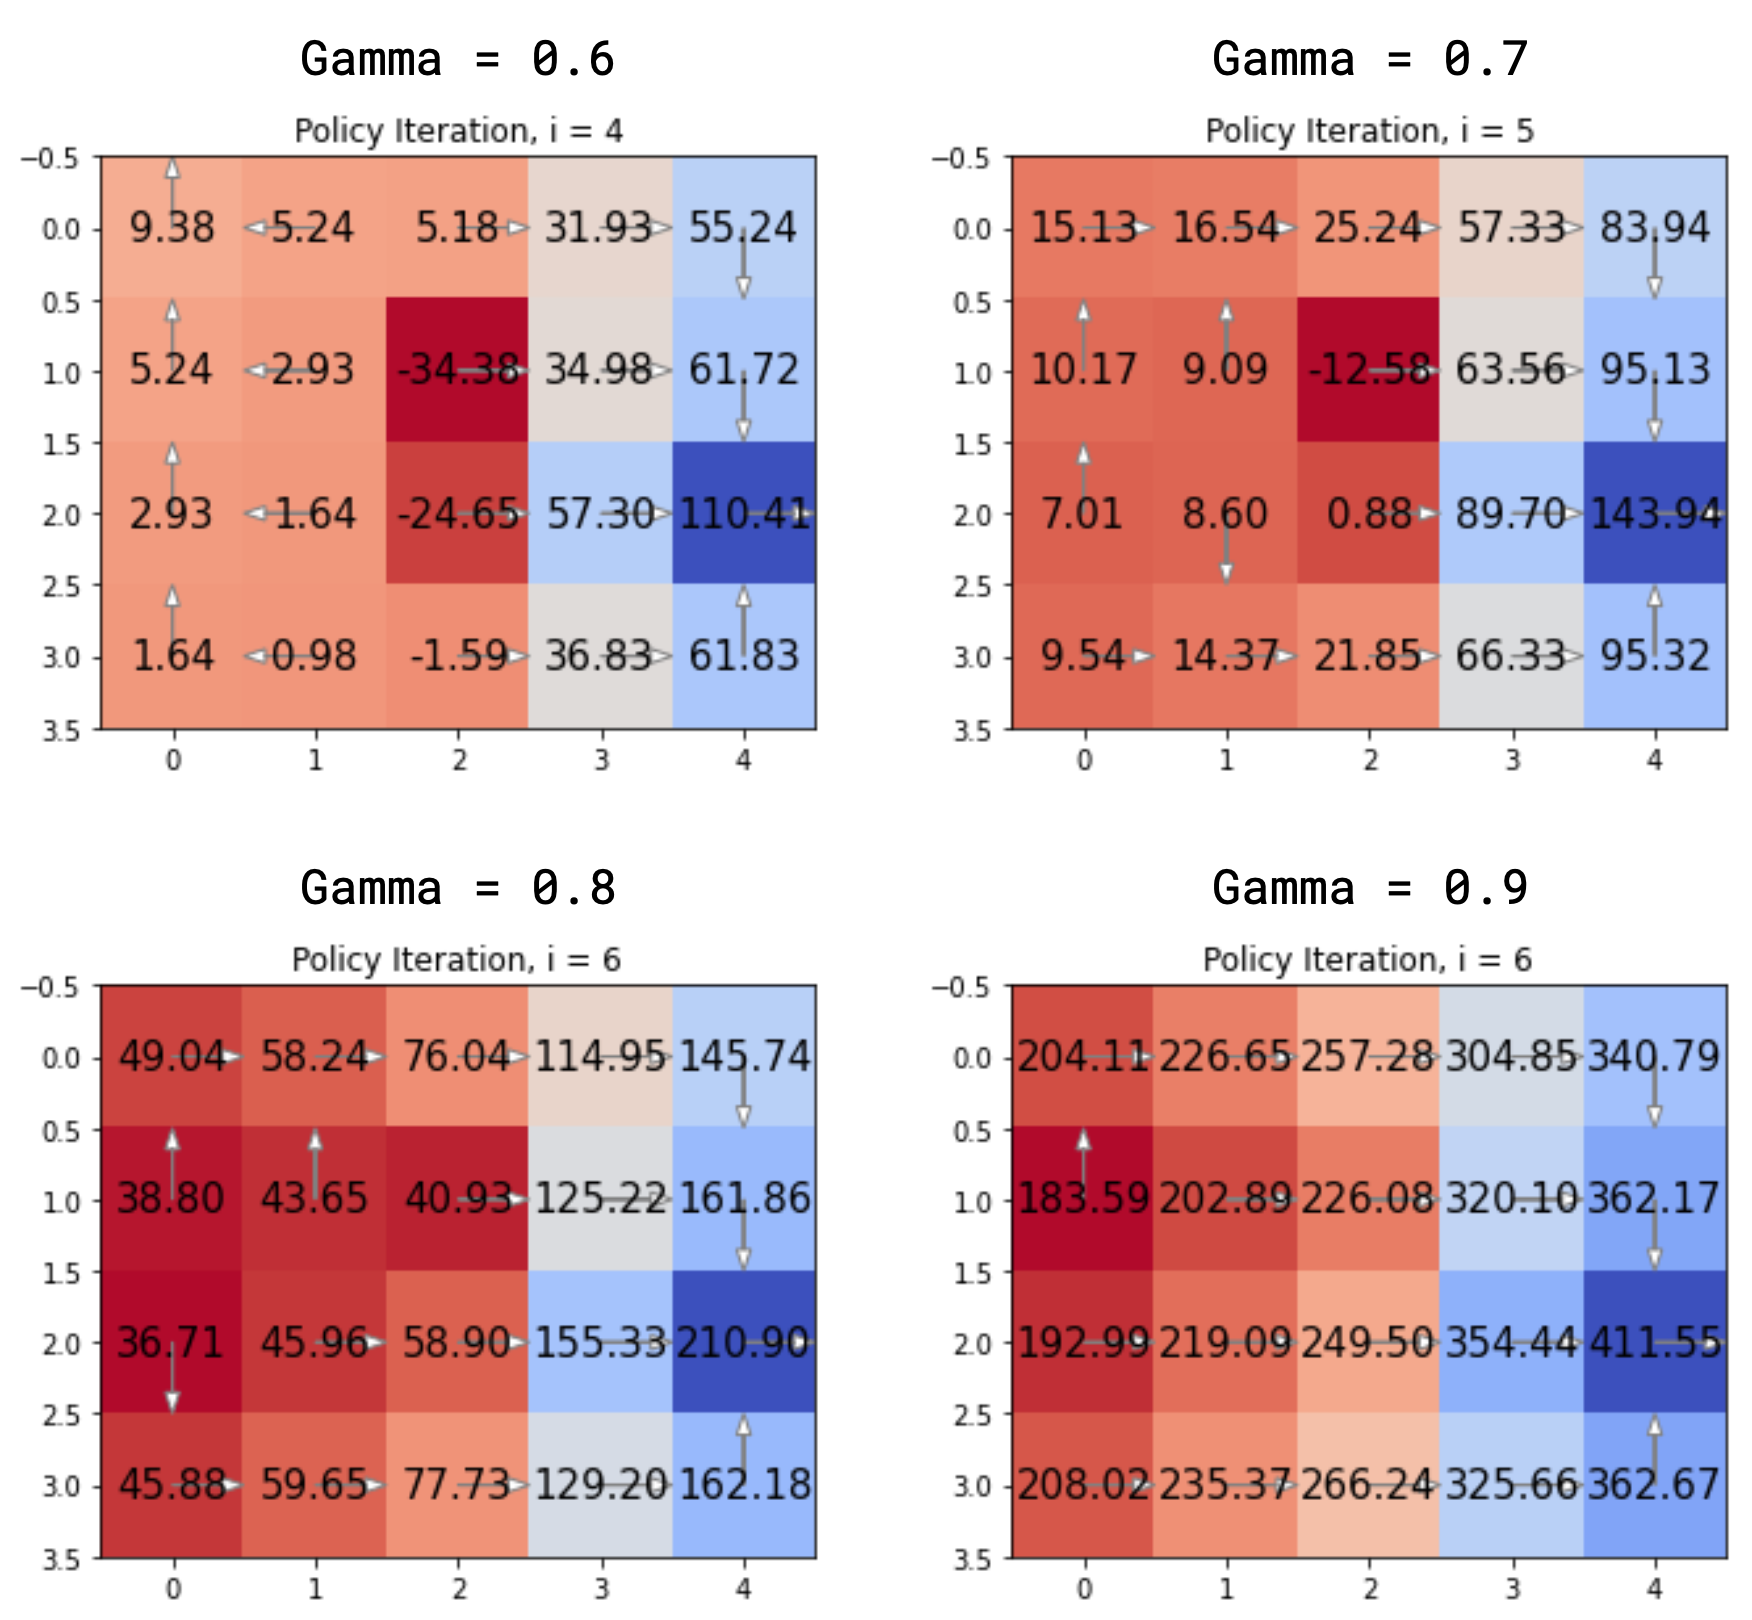 Gamma = 0.6
Policy Iteration, i = 4
−0.5
0.0
0.5
1.0
1.5
2.0
2.5
3.0
3.5
9.38 5.24 5.18 31.93 55.24
5.24 2.93 -34.38 34.98 61.72
2.93 1.64 -24.65 57.30 110.41
1.64 0.98 -1.59 36.83 61.83
0 1 2 3 4
Gamma = 0.7
Policy Iteration, i = 5
−0.5
0.0
0.5
1.0
1.5
2.0
2.5
3.0
3.5
15.13 16.54 25.24 57.33 83.94
10.17 9.09 -12.58 63.56 95.13
7.01 8.60 0.88 89.70 143.94
9.54 14.37 21.85 66.33 95.32
0 1 2 3 4
Gamma = 0.8
Policy Iteration, i = 6
−0.5
0.0
0.5
1.0
1.5
2.0
2.5
3.0
3.5
49.04 58.24 76.04 114.95 145.74
38.80 43.65 40.93 125.22 161.86
36.71 45.96 58.90 155.33 210.90
45.88 59.65 77.73 129.20 162.18
0 1 2 3 4
Gamma = 0.9
Policy Iteration, i = 6
−0.5
0.0
0.5
1.0
1.5
2.0
2.5
3.0
3.5
204.11 226.65 257.28 304.85 340.79
183.59 202.89 226.08 320.10 362.17
192.99 219.09 249.50 354.44 411.55
208.02 235.37 266.24 325.66 362.67
0 1 2 3 4